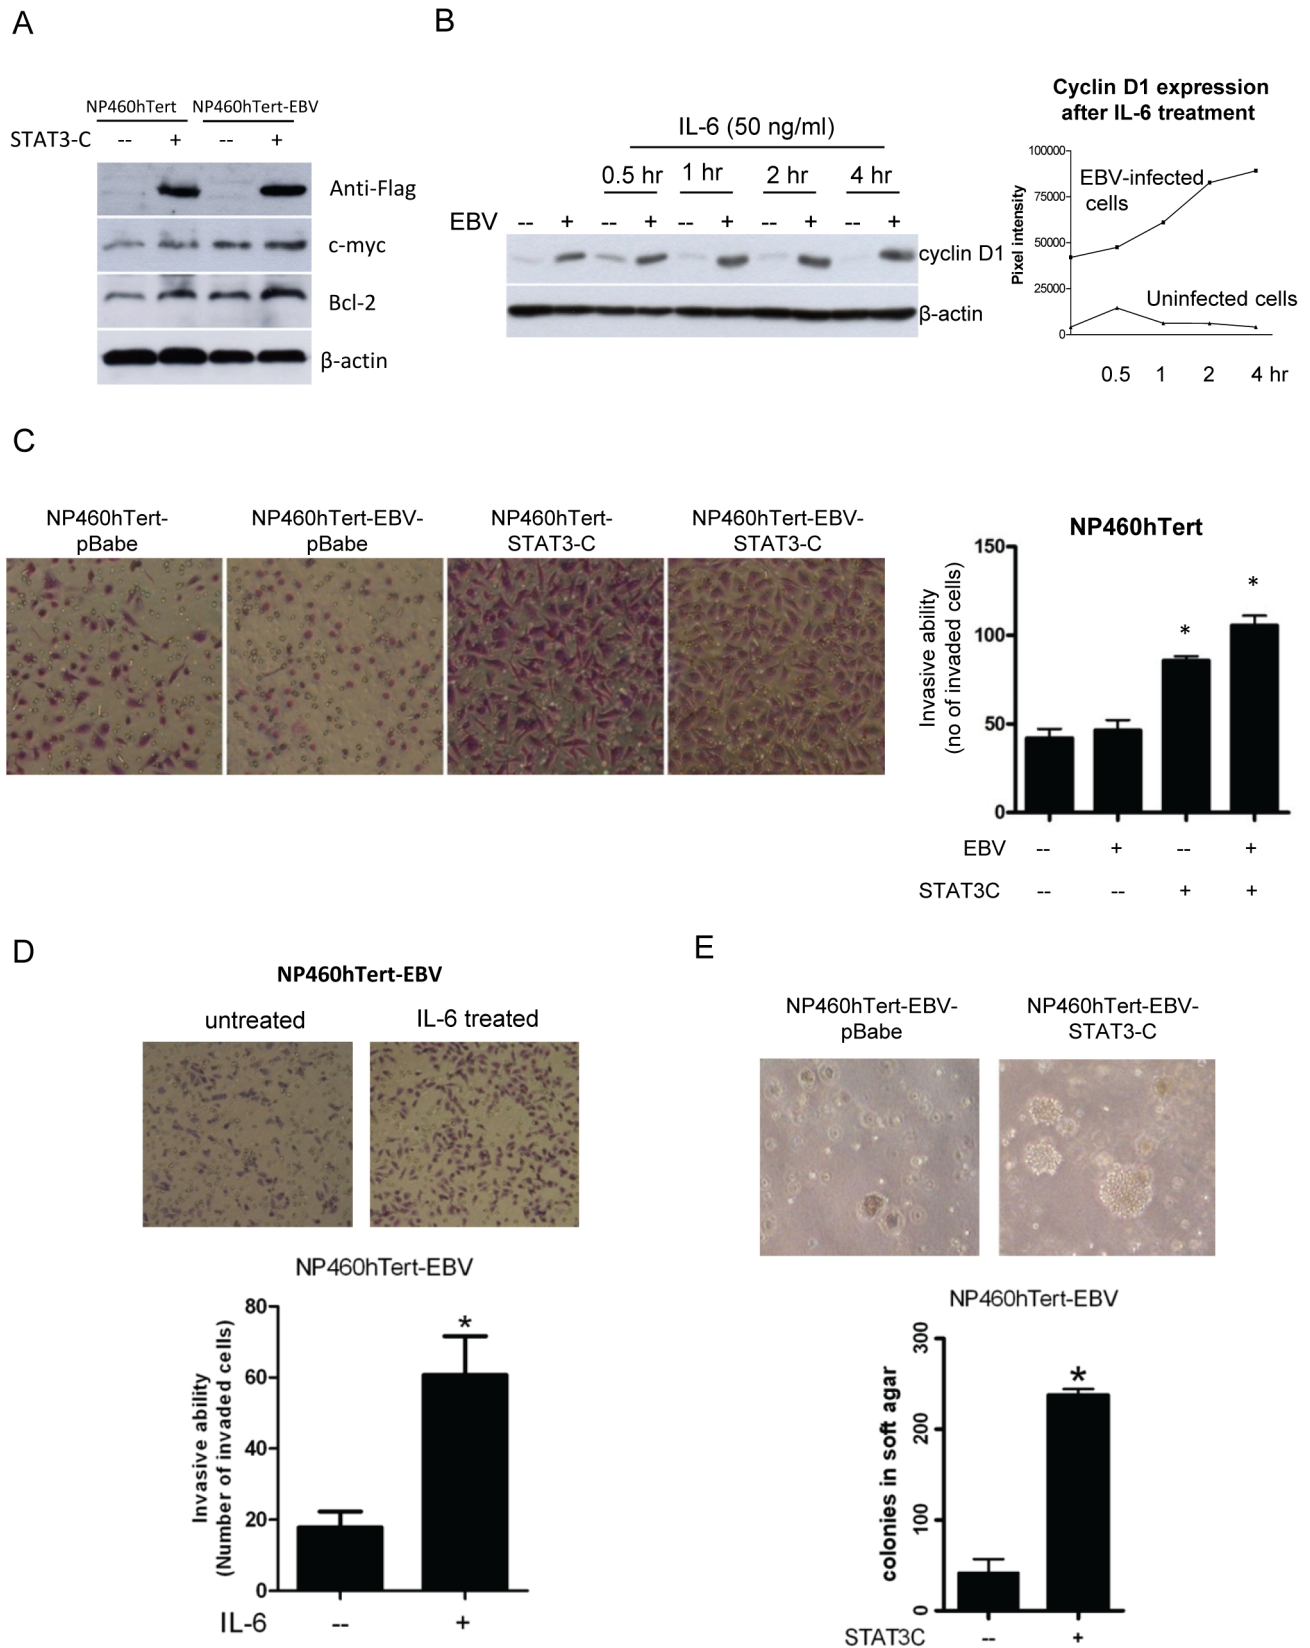 A
NP460hTert NP460hTert-EBV
STAT3-C -- + -- +
Anti-Flag
c-myc
Bcl-2
β-actin
B
IL-6 (50 ng/ml)
0.5 hr 1 hr 2 hr 4 hr
EBV -- + -- + -- + -- + -- +
cyclin D1
β-actin
Cyclin D1 expression
after IL-6 treatment
Pixel intensity
100000
75000
50000
25000
0
EBV-infected
cells
Uninfected cells
0.5 1 2 4 hr
C
NP460hTert-
pBabe
NP460hTert-EBV-
pBabe
NP460hTert-
STAT3-C
NP460hTert-EBV-
STAT3-C
NP460hTert
Invasive ability
(no of invaded cells)
150
100
50
0
* *
EBV -- + -- +
STAT3C -- -- + +
D
NP460hTert-EBV
untreated IL-6 treated
NP460hTert-EBV
Invasive ability
(Number of invaded cells)
80
60
40
20
0
*
IL-6 -- +
E
NP460hTert-EBV-
pBabe
NP460hTert-EBV-
STAT3-C
NP460hTert-EBV
colonies in soft agar
300
200
100
0
*
STAT3C -- +